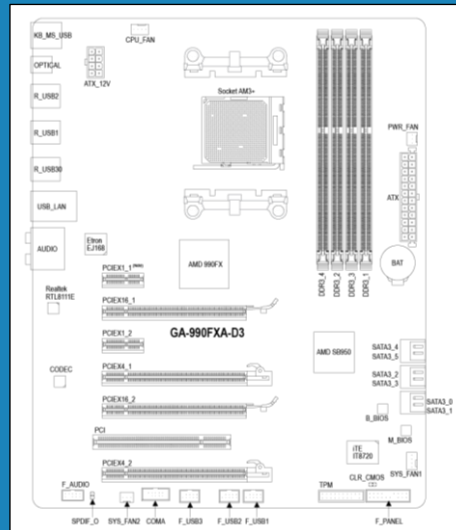 KB_MS_USB
CPU_FAN
OPTICAL
ATX_12V
R_USB2
Socket AM3+
R_USB1
PWR_FAN
R_USB30
USB_LAN
ATX
AUDIO
Etron
EJ168
AMD 990FX
BAT
PCIEX1_1
DDR3_4
DDR3_2
DDR3_3
DDR3_1
Realtek
RTL8111E
PCIEX16_1
GA-990FXA-D3
PCIEX1_2
AMD SB950
SATA3_4
SATA3_5
PCIEX4_1
CODEC
SATA3_2
SATA3_3
PCIEX16_2
SATA3_0
SATA3_1
B_BIOS
PCI
M_BIOS
iTE
IT8720
SYS_FAN1
PCIEX4_2
CLR_CMOS
F_AUDIO
TPM
SPDIF_O
SYS_FAN2
COMA
F_USB3
F_USB2
F_USB1
F_PANEL